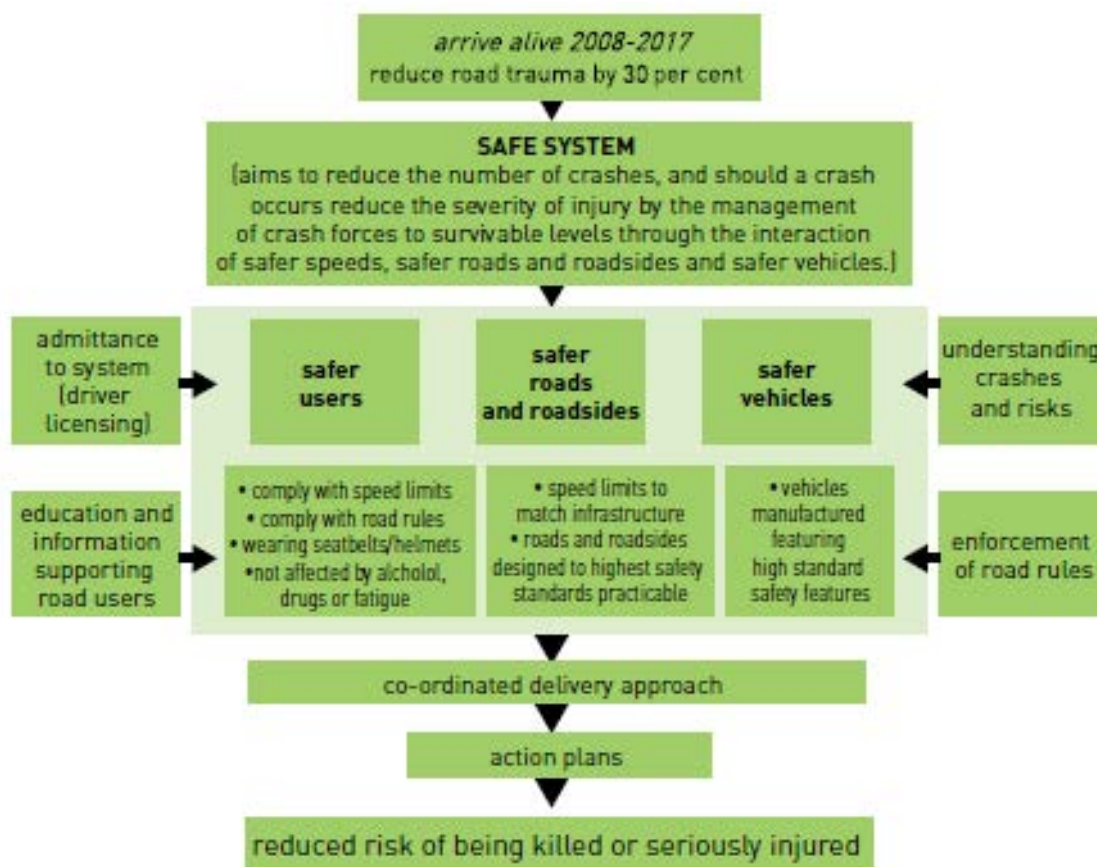 arrive alive 2008-2017
reduce road trauma by 30 per cent
SAFE SYSTEM
(aims to reduce the number of crashes, and should a crash
occurs reduce the severity of injury by the management
of crash forces to survivable levels through the interaction
of safer speeds, safer roads and roadsides and safer vehicles.)
admittance
to system
(driver
licensing)
safer
users
safer
roads
and roadsides
safer
vehicles
understanding
crashes
and risks
education and
information
supporting
road users
• comply with speed limits
• comply with road rules
• wearing seatbelts/helmets
•not affected by alcholol,
drugs or fatigue
• speed limits to
match infrastructure
• roads and roadsides
designed to highest safety
standards practicable
• vehicles
manufactured
featuring
high standard
safety features
enforcement
of road rules
co-ordinated delivery approach
action plans
reduced risk of being killed or seriously injured